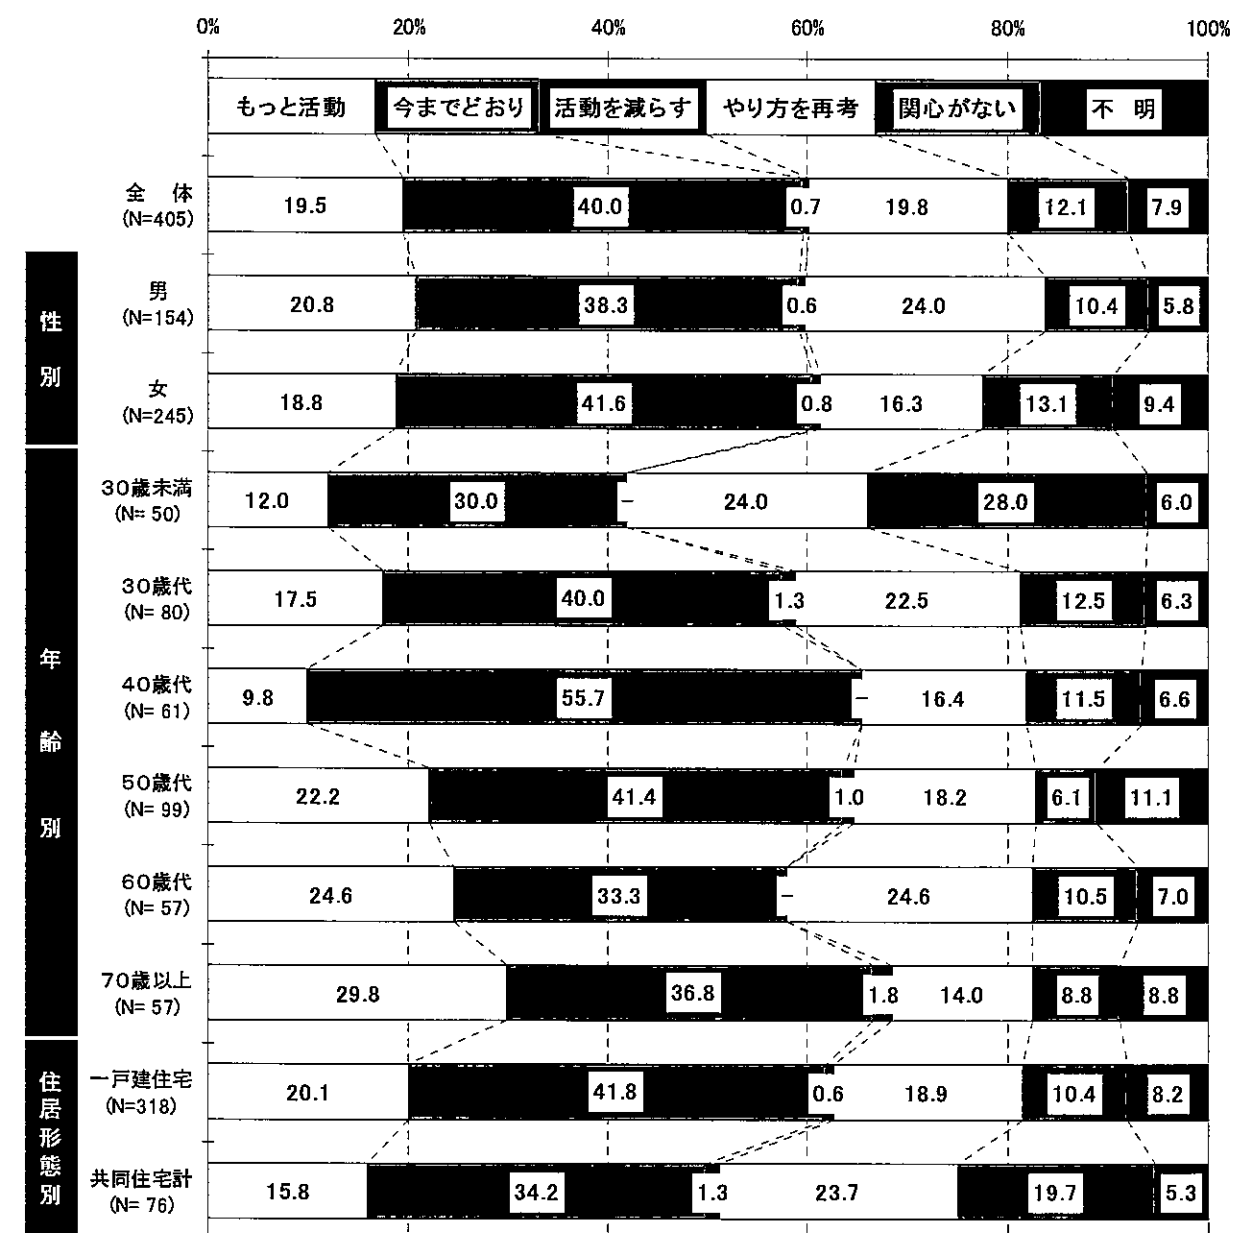 0% 20% 40% 60% 80% 100%
もっと活動 今までどおり 活動を減らす やり方を再考 関心がない 不 明
全 体
(N=405)
19.5 40.0 0.7 19.8 12.1 7.9
性別
男
(N=154)
20.8 38.3 0.6 24.0 10.4 5.8
女
(N=245)
18.8 41.6 0.8 16.3 13.1 9.4
年齢別
30歳未満
(N= 50)
12.0 30.0 - 24.0 28.0 6.0
30歳代
(N= 80)
17.5 40.0 1.3 22.5 12.5 6.3
40歳代
(N= 61)
9.8 55.7 - 16.4 11.5 6.6
50歳代
(N= 99)
22.2 41.4 1.0 18.2 6.1 11.1
60歳代
(N= 57)
24.6 33.3 - 24.6 10.5 7.0
70歳以上
(N= 57)
29.8 36.8 1.8 14.0 8.8 8.8
住居形態別
一戸建住宅
(N=318)
20.1 41.8 0.6 18.9 10.4 8.2
共同住宅計
(N= 76)
15.8 34.2 1.3 23.7 19.7 5.3